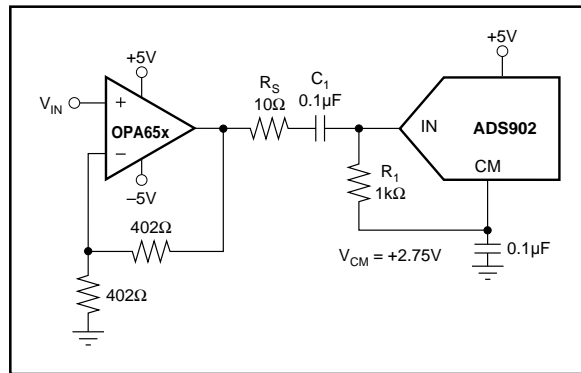 +5V
+5V
V_IN
+
OPA65x
−
−5V
R_S
10Ω
C_1
0.1µF
IN
ADS902
CM
R_1
1kΩ
402Ω
402Ω
V_CM = +2.75V
0.1µF